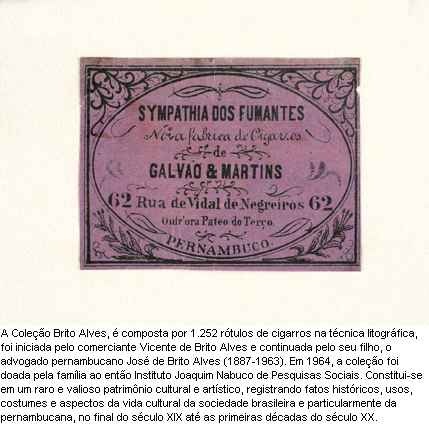 SYMPATHIA DOS FUMANTES
Nova fabrica de Cigarros
de
GALVÃO & MARTINS
62 Rua de Vidal de Negreiros 62
Outr'ora Pateo do Terço.
PERNAMBUCO.
A Coleção Brito Alves, é composta por 1.252 rótulos de cigarros na técnica litográfica,
foi iniciada pelo comerciante Vicente de Brito Alves e continuada pelo seu filho, o
advogado pernambucano José de Brito Alves (1887-1963). Em 1964, a coleção foi
doada pela família ao então Instituto Joaquim Nabuco de Pesquisas Sociais. Constitui-se
em um raro e valioso patrimônio cultural e artístico, registrando fatos históricos, usos,
costumes e aspectos da vida cultural da sociedade brasileira e particularmente da
pernambucana, no final do século XIX até as primeiras décadas do século XX.